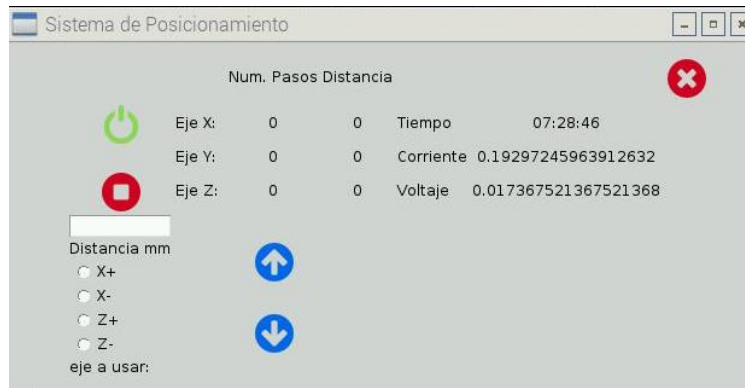 Sistema de Posicionamiento
Num. Pasos Distancia
Eje X: 0 0 Tiempo 07:28:46
Eje Y: 0 0 Corriente 0.19297245963912632
Eje Z: 0 0 Voltaje 0.017367521367521368
Distancia mm
X+
X-
Z+
Z-
eje a usar: